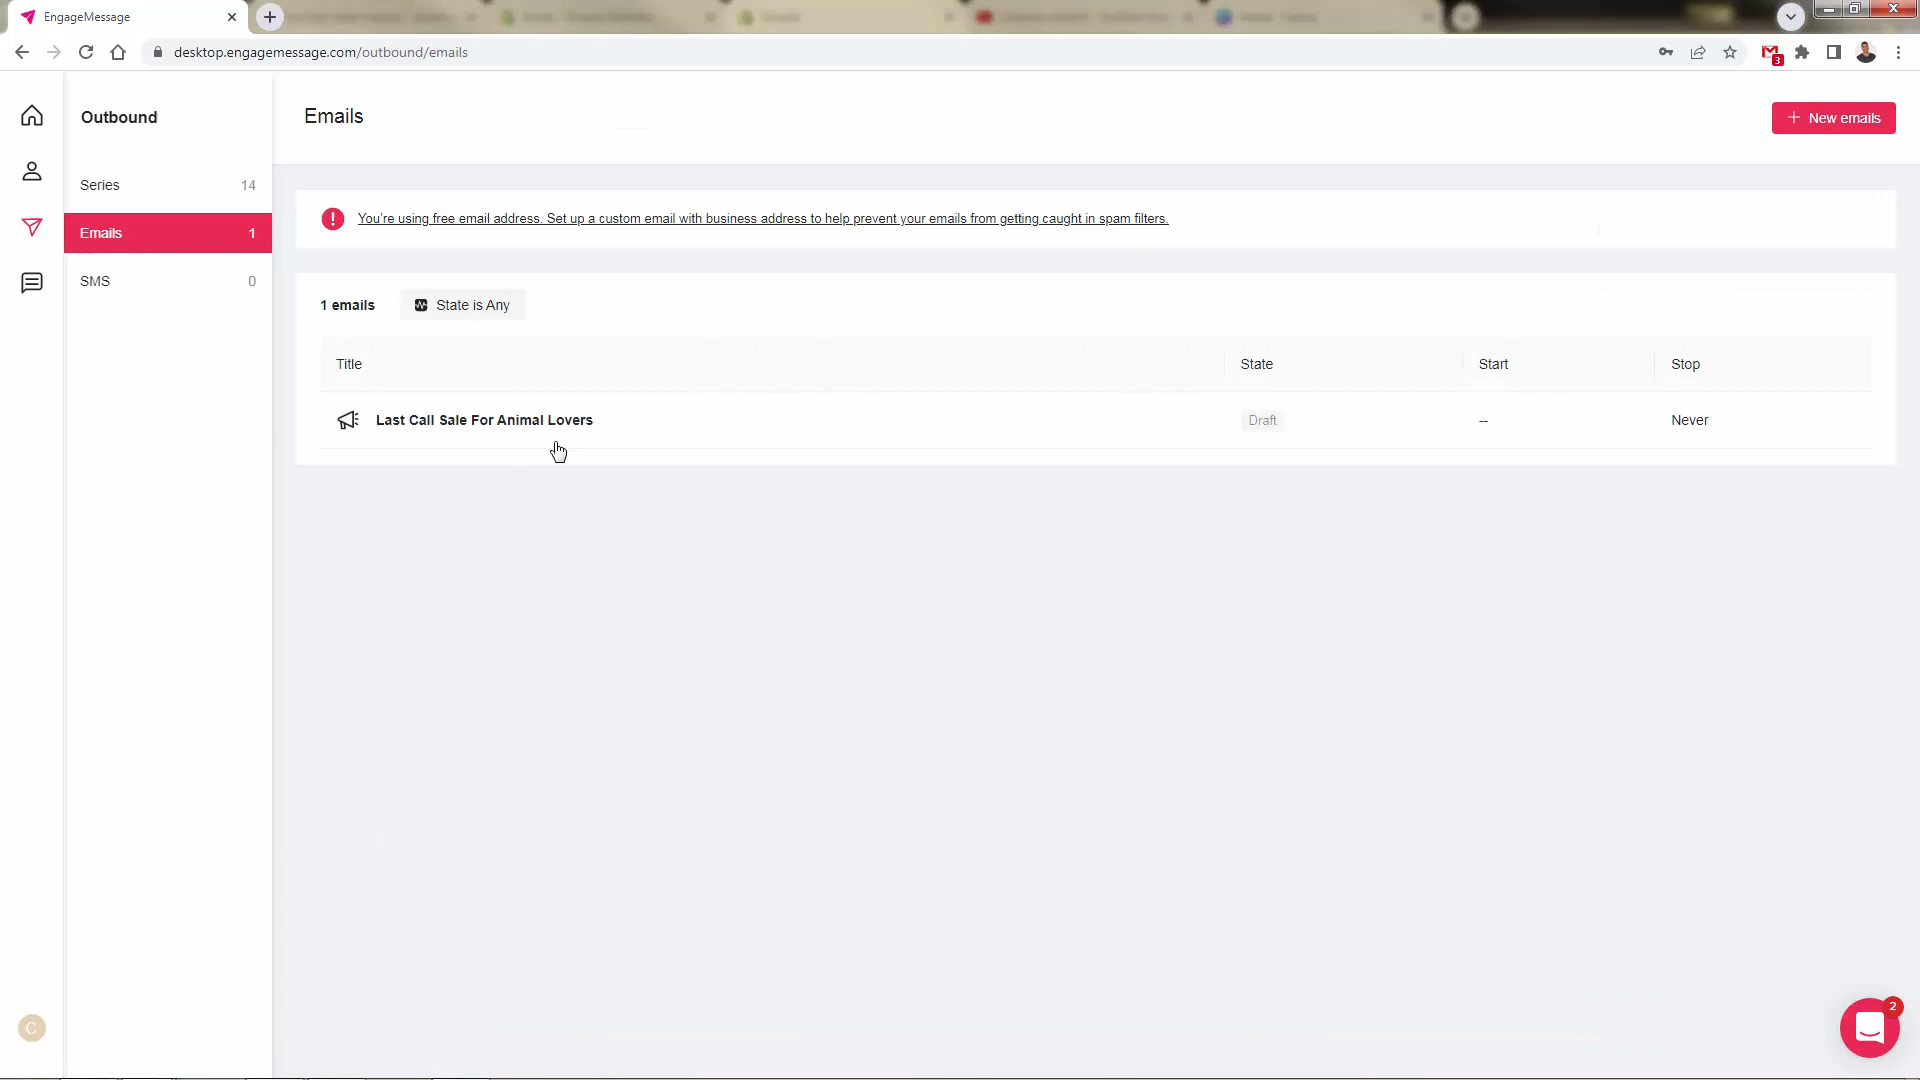 EngageMessage
desktop.engagemessage.com/outbound/emails
3
Outbound
Emails
+ New emails
Series 14
Emails 1
SMS 0
! You're using free email address. Set up a custom email with business address to help prevent your emails from getting caught in spam filters.
1 emails State is Any
Title State Start Stop
Last Call Sale For Animal Lovers Draft -- Never
C
2